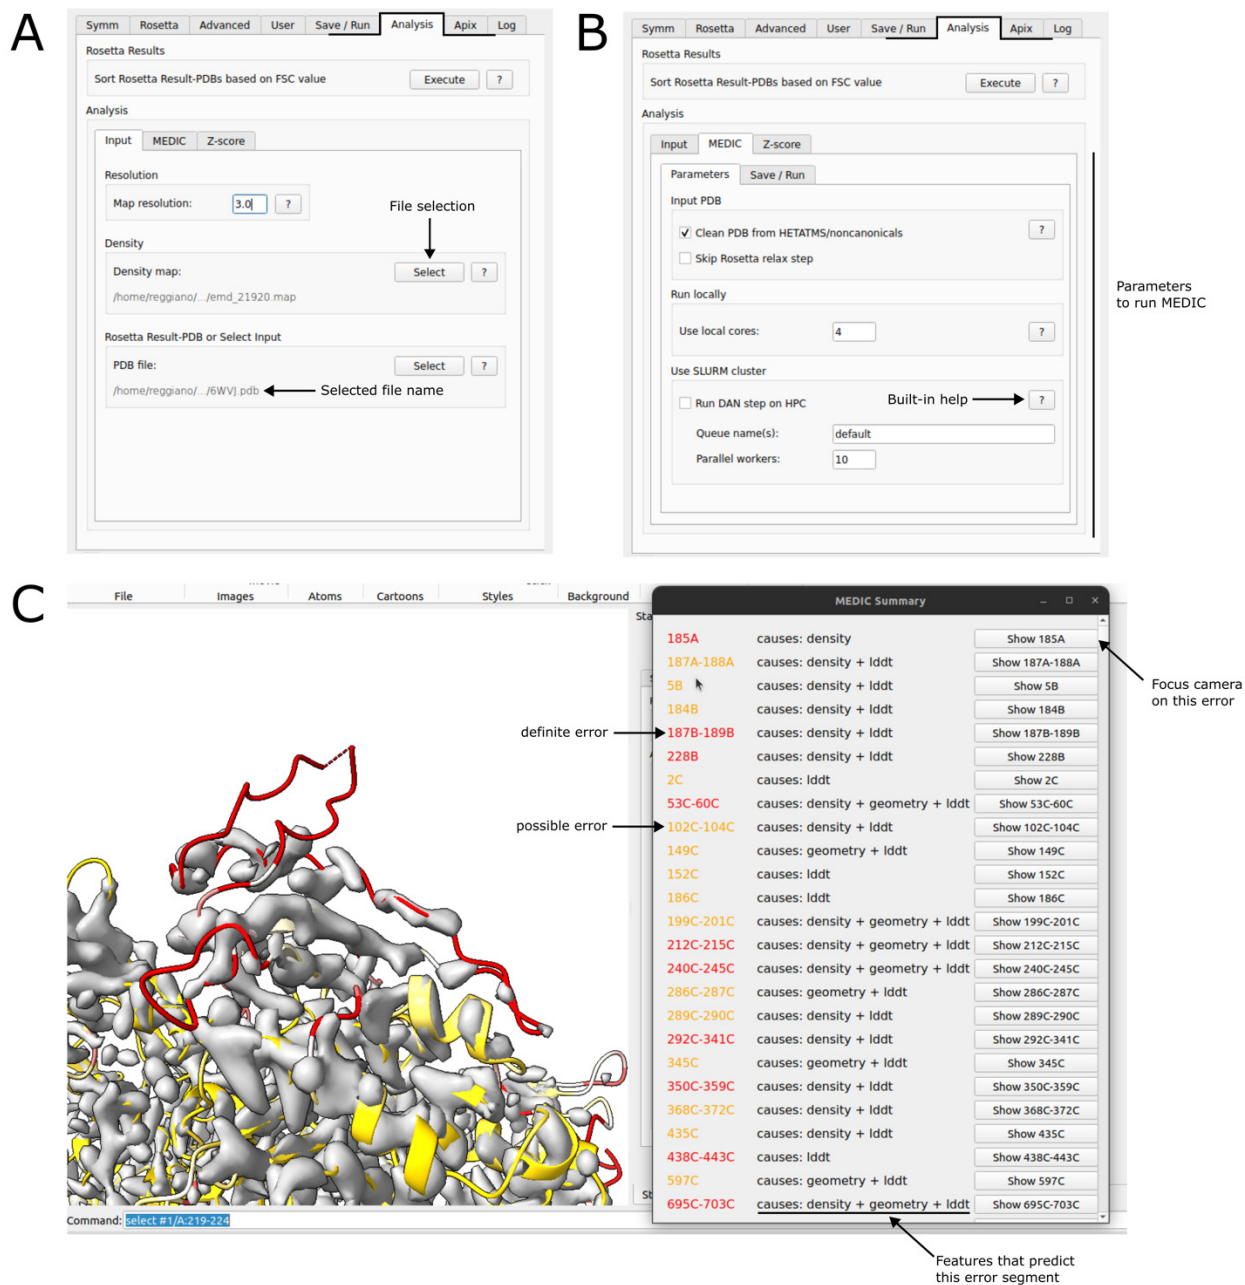 A
Symm Rosetta Advanced User Save / Run Analysis Apix Log
Rosetta Results
Sort Rosetta Result-PDBs based on FSC value Execute ?
Analysis
Input MEDIC Z-score
Resolution
Map resolution: 3.0 ?
File selection
Density
Density map: Select ?
/home/reggiano/.../emd_21920.map
Rosetta Result-PDB or Select Input
PDB file: Select ?
/home/reggiano/.../6WVJ.pdb Selected file name
B
Symm Rosetta Advanced User Save / Run Analysis Apix Log
Rosetta Results
Sort Rosetta Result-PDBs based on FSC value Execute ?
Analysis
Input MEDIC Z-score
Parameters Save / Run
Input PDB
Clean PDB from HETATMS/noncanonicals ?
Skip Rosetta relax step
Run locally
Use local cores: 4 ?
Use SLURM cluster
Run DAN step on HPC Built-in help ?
Queue name(s): default
Parallel workers: 10
Parameters
to run MEDIC
C
File Images Atoms Cartoons Styles Background
MEDIC Summary
185A causes: density Show 185A
187A-188A causes: density + lddt Show 187A-188A
5B causes: density + lddt Show 5B
184B causes: density + lddt Show 184B
187B-189B causes: density + lddt Show 187B-189B
228B causes: density + lddt Show 228B
2C causes: lddt Show 2C
53C-60C causes: density + geometry + lddt Show 53C-60C
102C-104C causes: density + lddt Show 102C-104C
149C causes: geometry + lddt Show 149C
152C causes: lddt Show 152C
186C causes: lddt Show 186C
199C-201C causes: density + geometry + lddt Show 199C-201C
212C-215C causes: density + geometry + lddt Show 212C-215C
240C-245C causes: density + geometry + lddt Show 240C-245C
286C-287C causes: geometry + lddt Show 286C-287C
289C-290C causes: density + lddt Show 289C-290C
292C-341C causes: density + lddt Show 292C-341C
345C causes: geometry + lddt Show 345C
350C-359C causes: density + lddt Show 350C-359C
368C-372C causes: density + lddt Show 368C-372C
435C causes: density + lddt Show 435C
438C-443C causes: lddt Show 438C-443C
597C causes: geometry + lddt Show 597C
695C-703C causes: density + geometry + lddt Show 695C-703C
Focus camera
on this error
definite error
possible error
Command: select #1/A:219-224
Features that predict
this error segment